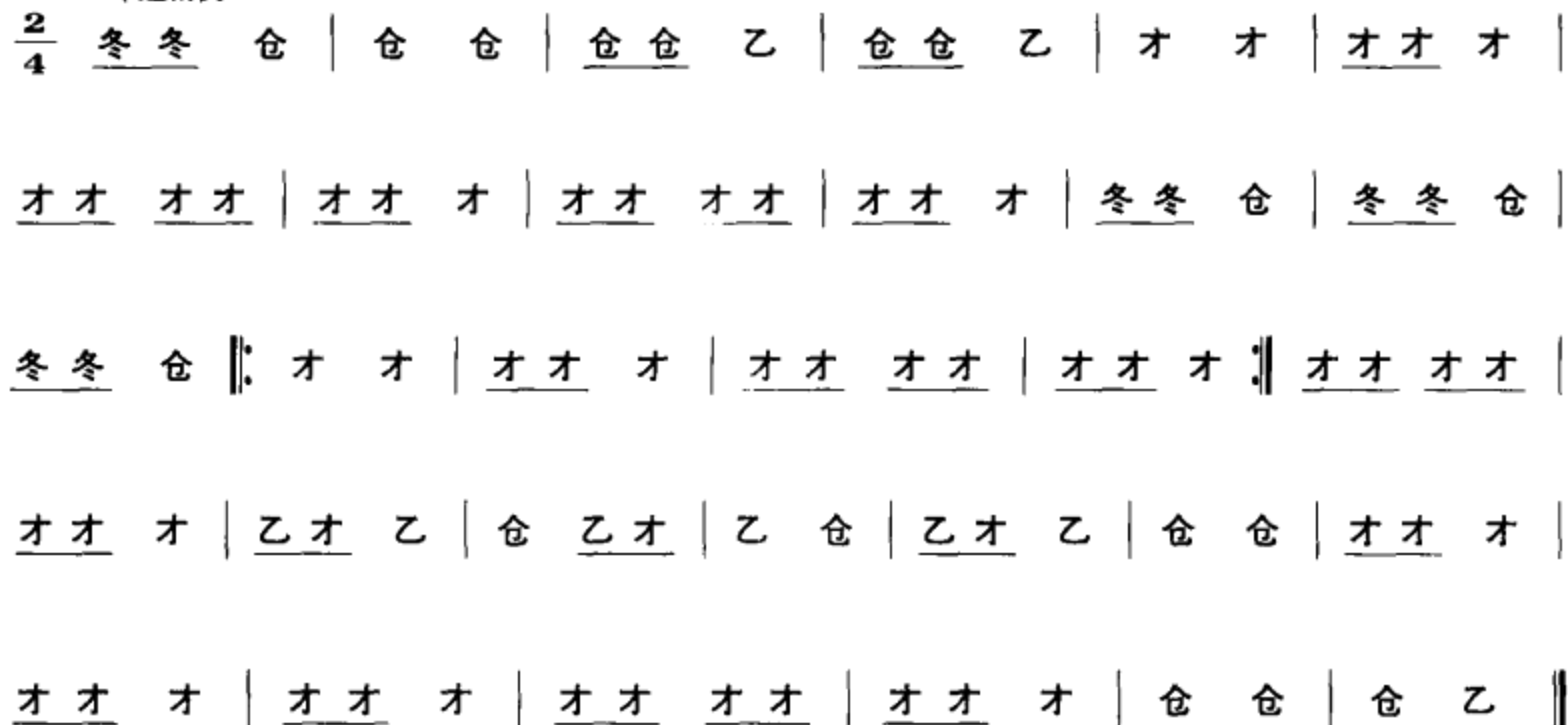 2/4 冬冬 仓 | 仓 仓 | 仓仓 乙 | 仓仓 乙 | 才 才 | 才才 才 |
才才 才才 | 才才 才 | 才才 才才 | 才才 才 | 冬冬 仓 | 冬冬 仓 |
冬冬 仓 ‖: 才 才 | 才才 才 | 才才 才才 | 才才 才 :‖ 才才 才才 |
才才 才 | 乙才 乙 | 仓 乙才 | 乙 仓 | 乙才 乙 | 仓 仓 | 才才 才 |
才才 才 | 才才 才 | 才才 才才 | 才才 才 | 仓 仓 | 仓 乙 ‖